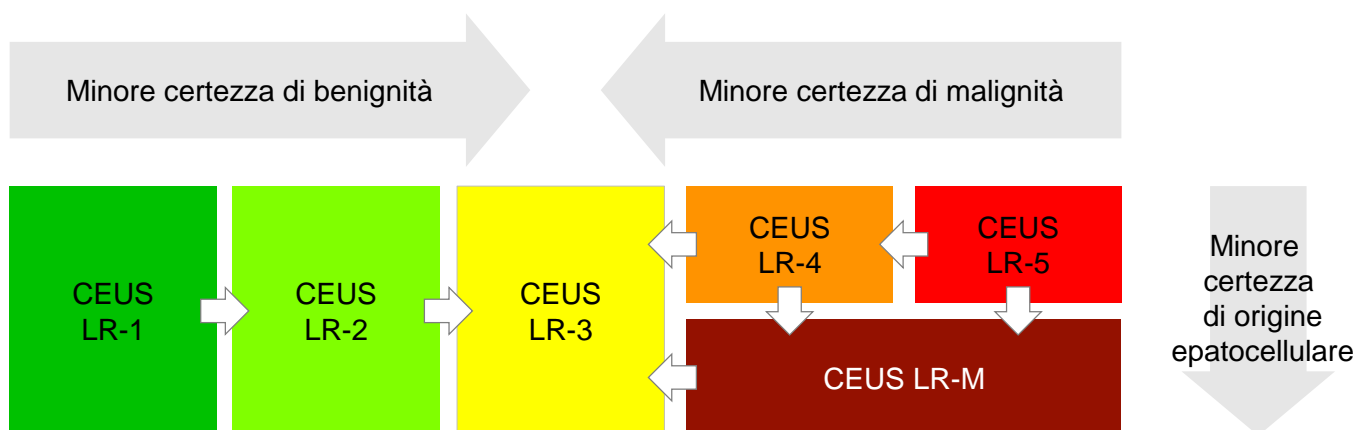 Minore certezza di benignità
Minore certezza di malignità
CEUS
LR-1
CEUS
LR-2
CEUS
LR-3
CEUS
LR-4
CEUS
LR-5
CEUS LR-M
Minore
certezza
di origine
epatocellulare